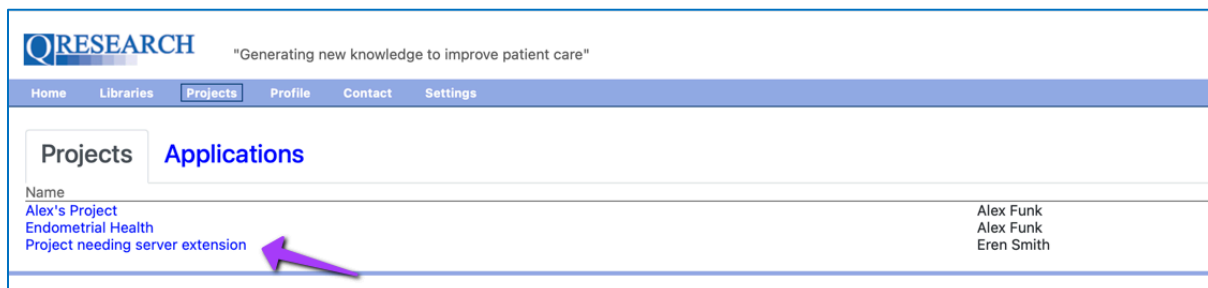 QRESEARCH "Generating new knowledge to improve patient care"
Home Libraries Projects Profile Contact Settings
Projects Applications
Name
Alex's Project Alex Funk
Endometrial Health Alex Funk
Project needing server extension Eren Smith